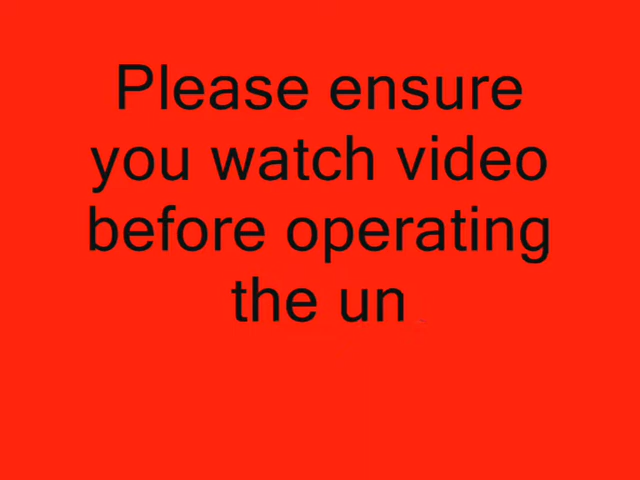 Please ensure
you watch video
before operating
the un